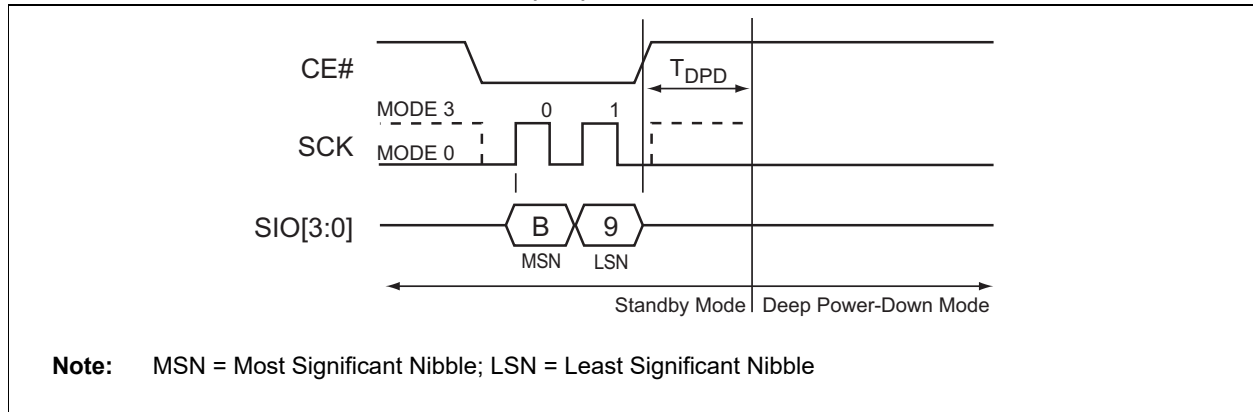 CE#
T_DPD
MODE 3
0 1
SCK
MODE 0
SIO[3:0]
B 9
MSN LSN
Standby Mode Deep Power-Down Mode
Note: MSN = Most Significant Nibble; LSN = Least Significant Nibble